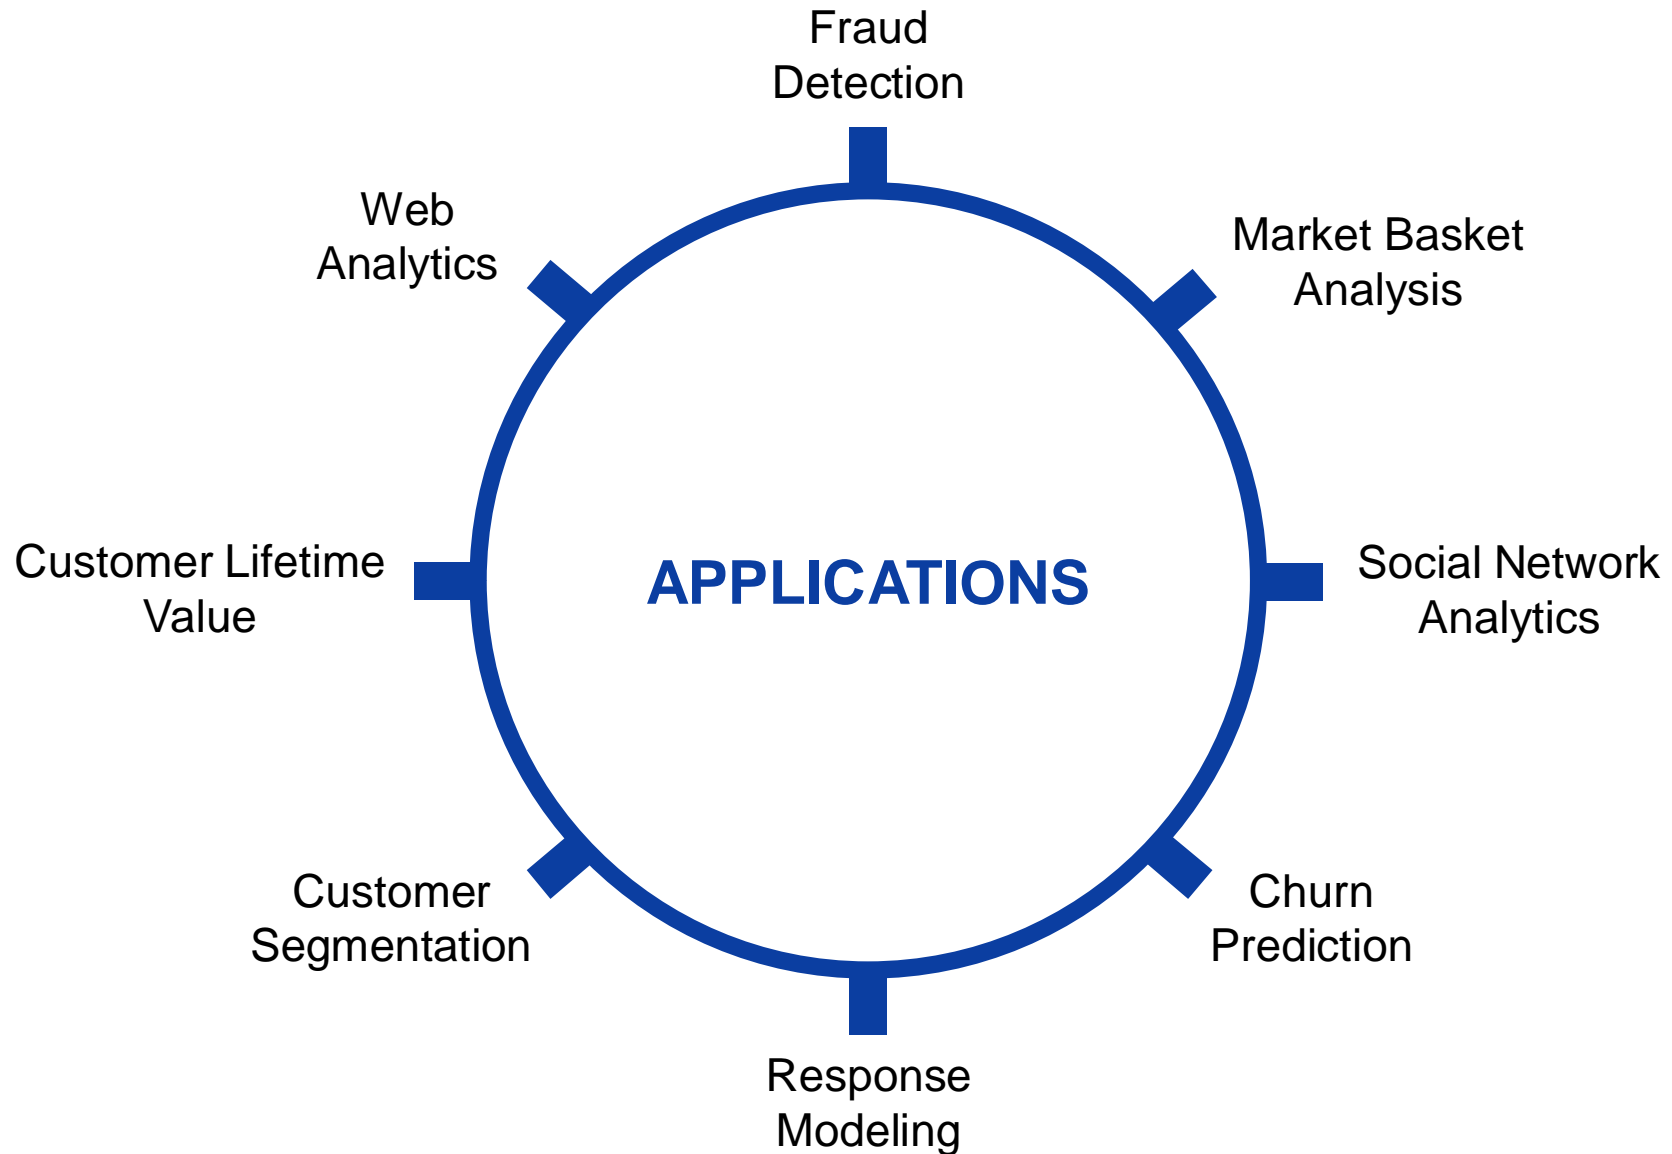 Fraud
Detection
Web
Analytics
Market Basket
Analysis
Customer Lifetime
Value
APPLICATIONS
Social Network
Analytics
Customer
Segmentation
Churn
Prediction
Response
Modeling